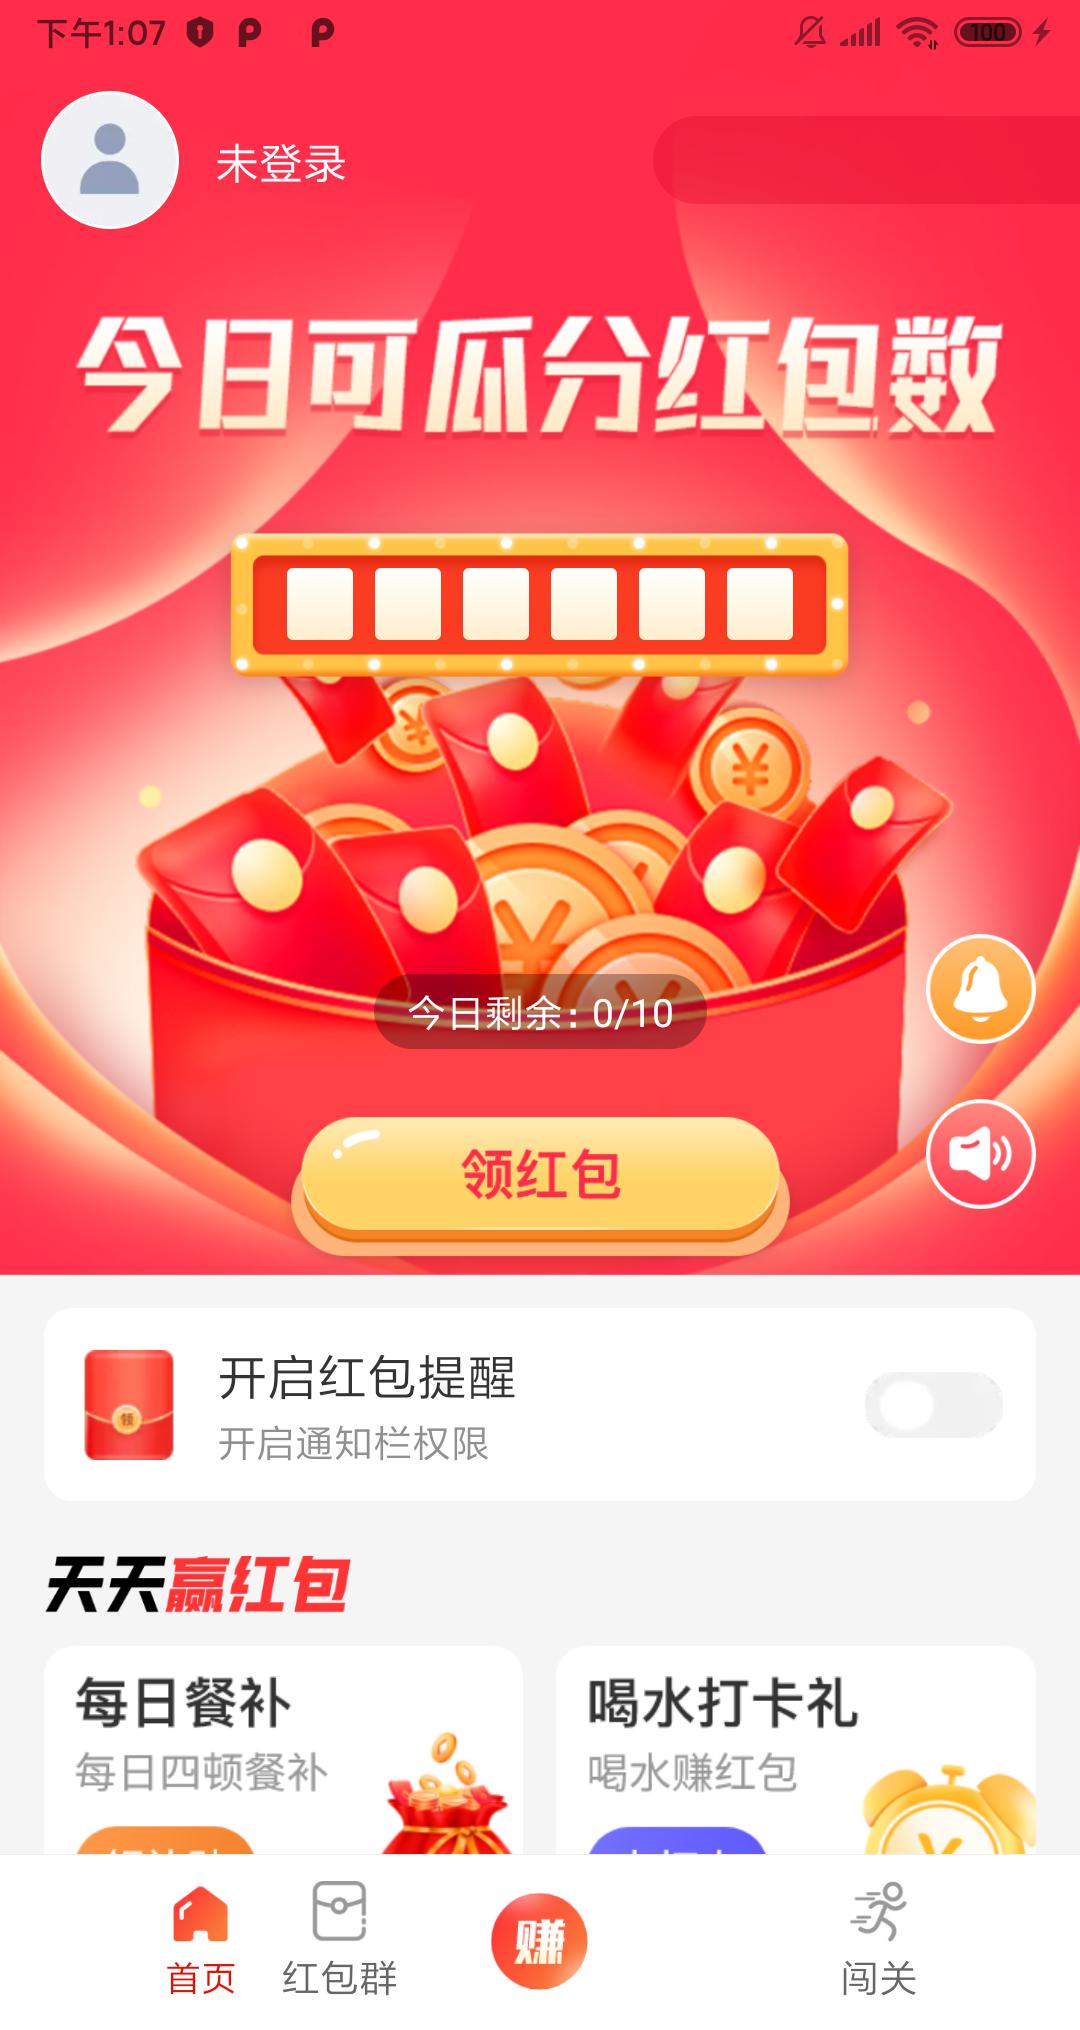 下午1:07
100
未登录
今日可瓜分红包数
今日剩余: 0/10
领红包
领
开启红包提醒
开启通知栏权限
天天赢红包
每日餐补
每日四顿餐补
喝水打卡礼
喝水赚红包
首页
红包群
赚
闯关